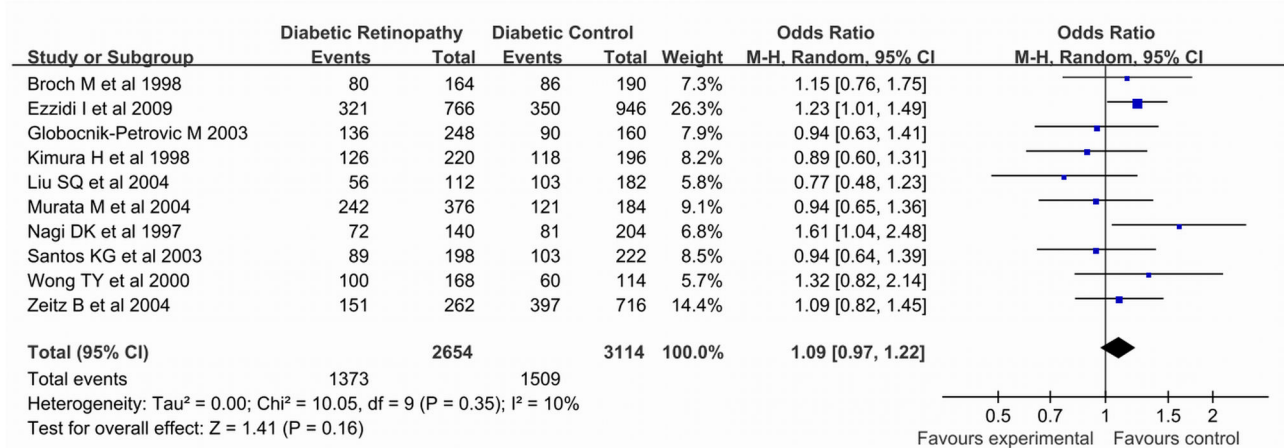 Diabetic Retinopathy Diabetic Control Odds Ratio Odds Ratio
Study or Subgroup Events Total Events Total Weight M-H, Random, 95% CI M-H, Random, 95% CI
Broch M et al 1998 80 164 86 190 7.3% 1.15 [0.76, 1.75]
Ezzidi I et al 2009 321 766 350 946 26.3% 1.23 [1.01, 1.49]
Globocnik-Petrovic M 2003 136 248 90 160 7.9% 0.94 [0.63, 1.41]
Kimura H et al 1998 126 220 118 196 8.2% 0.89 [0.60, 1.31]
Liu SQ et al 2004 56 112 103 182 5.8% 0.77 [0.48, 1.23]
Murata M et al 2004 242 376 121 184 9.1% 0.94 [0.65, 1.36]
Nagi DK et al 1997 72 140 81 204 6.8% 1.61 [1.04, 2.48]
Santos KG et al 2003 89 198 103 222 8.5% 0.94 [0.64, 1.39]
Wong TY et al 2000 100 168 60 114 5.7% 1.32 [0.82, 2.14]
Zeitz B et al 2004 151 262 397 716 14.4% 1.09 [0.82, 1.45]
Total (95% CI) 2654 3114 100.0% 1.09 [0.97, 1.22]
Total events 1373 1509
Heterogeneity: Tau² = 0.00; Chi² = 10.05, df = 9 (P = 0.35); I² = 10%
Test for overall effect: Z = 1.41 (P = 0.16)
0.5 0.7 1 1.5 2
Favours experimental Favours control